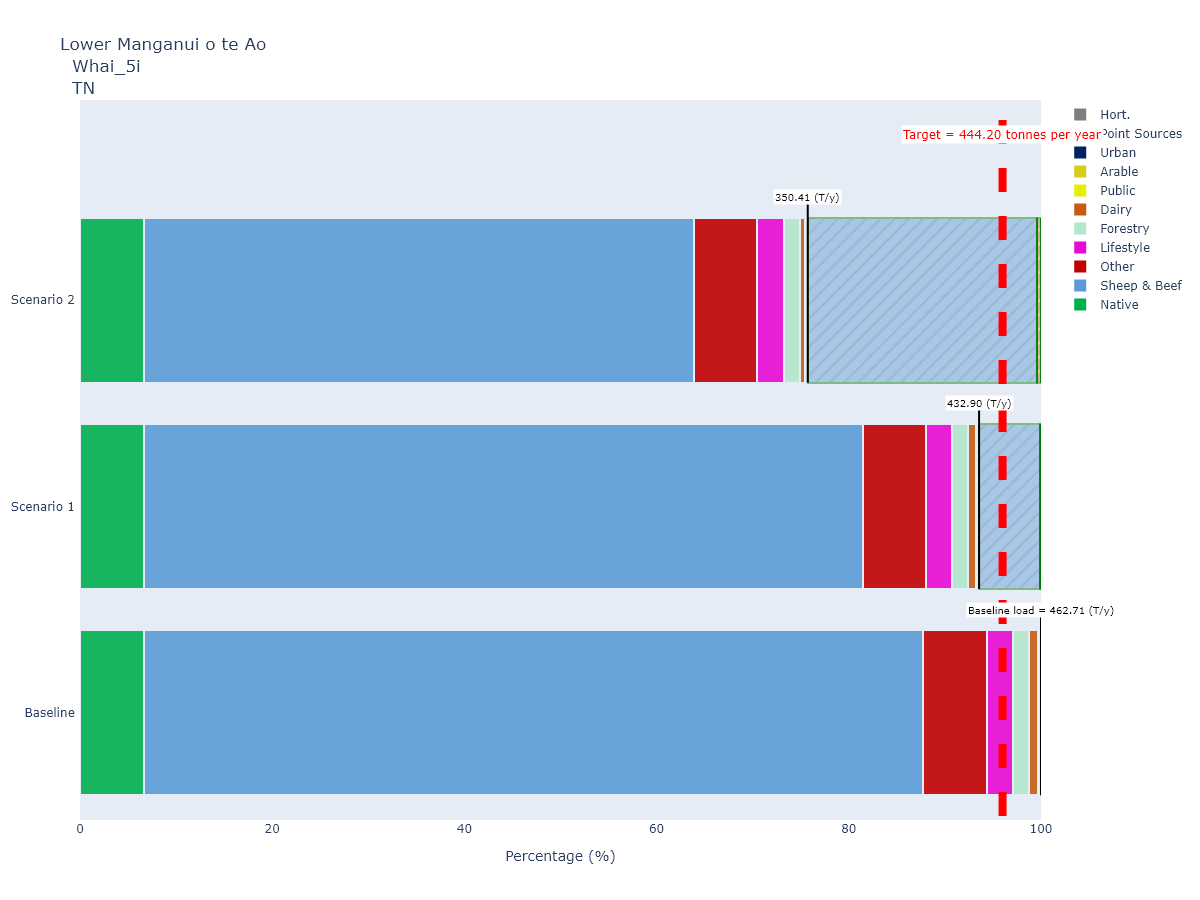 Lower Manganui o te Ao
Whai_5i
TN
Target = 444.20 tonnes per year
350.41 (T/y)
Scenario 2
432.90 (T/y)
Scenario 1
Baseline load = 462.71 (T/y)
Baseline
0 20 40 60 80 100
Percentage (%)
Hort.
Point Sources
Urban
Arable
Public
Dairy
Forestry
Lifestyle
Other
Sheep & Beef
Native